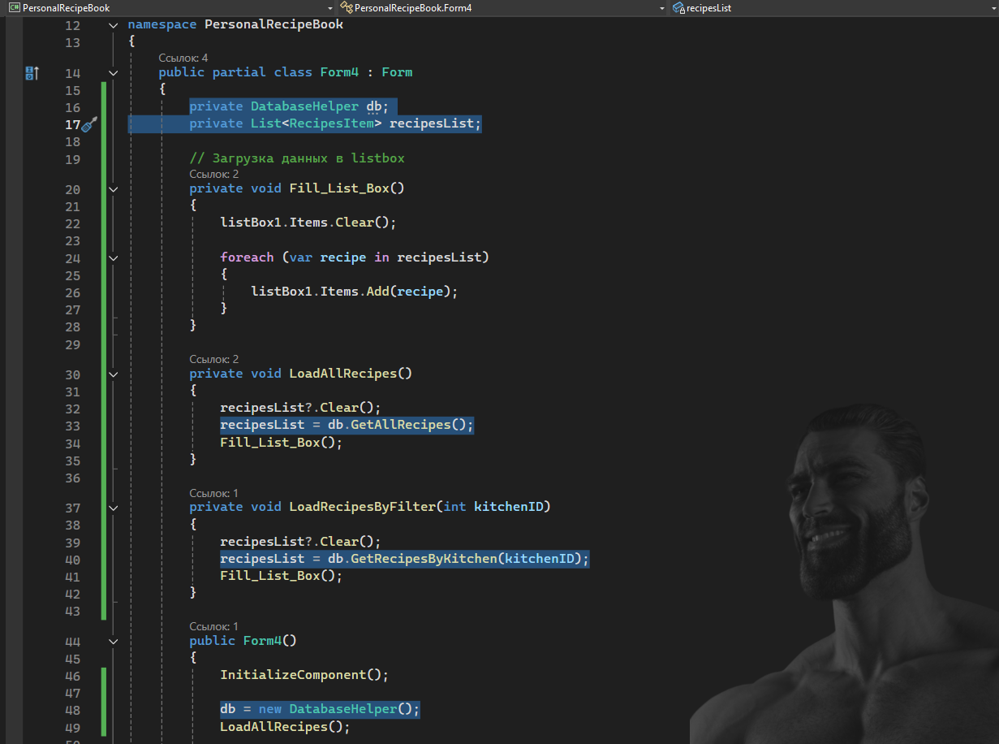 C# PersonalRecipeBook PersonalRecipeBook.Form4 recipesList
12 namespace PersonalRecipeBook
13 {
Ссылок: 4
14 public partial class Form4 : Form
15 {
16 private DatabaseHelper db;
17 private List<RecipesItem> recipesList;
18
19 // Загрузка данных в listbox
Ссылок: 2
20 private void Fill_List_Box()
21 {
22 listBox1.Items.Clear();
23
24 foreach (var recipe in recipesList)
25 {
26 listBox1.Items.Add(recipe);
27 }
28 }
29
Ссылок: 2
30 private void LoadAllRecipes()
31 {
32 recipesList?.Clear();
33 recipesList = db.GetAllRecipes();
34 Fill_List_Box();
35 }
36
Ссылок: 1
37 private void LoadRecipesByFilter(int kitchenID)
38 {
39 recipesList?.Clear();
40 recipesList = db.GetRecipesByKitchen(kitchenID);
41 Fill_List_Box();
42 }
43
Ссылок: 1
44 public Form4()
45 {
46 InitializeComponent();
47
48 db = new DatabaseHelper();
49 LoadAllRecipes();